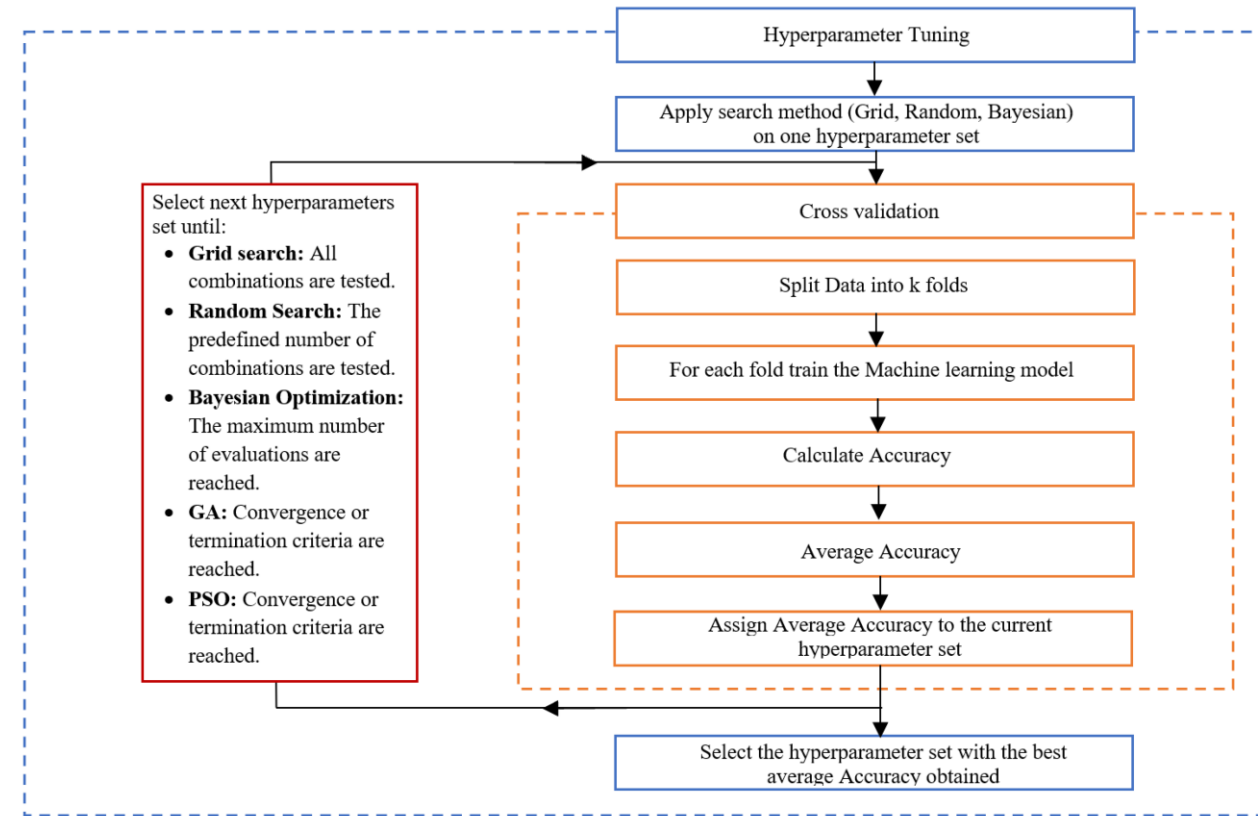 Hyperparameter Tuning
Apply search method (Grid, Random, Bayesian)
on one hyperparameter set
Select next hyperparameters
set until:
• Grid search: All
combinations are tested.
• Random Search: The
predefined number of
combinations are tested.
• Bayesian Optimization:
The maximum number
of evaluations are
reached.
• GA: Convergence or
termination criteria are
reached.
• PSO: Convergence or
termination criteria are
reached.
Cross validation
Split Data into k folds
For each fold train the Machine learning model
Calculate Accuracy
Average Accuracy
Assign Average Accuracy to the current
hyperparameter set
Select the hyperparameter set with the best
average Accuracy obtained